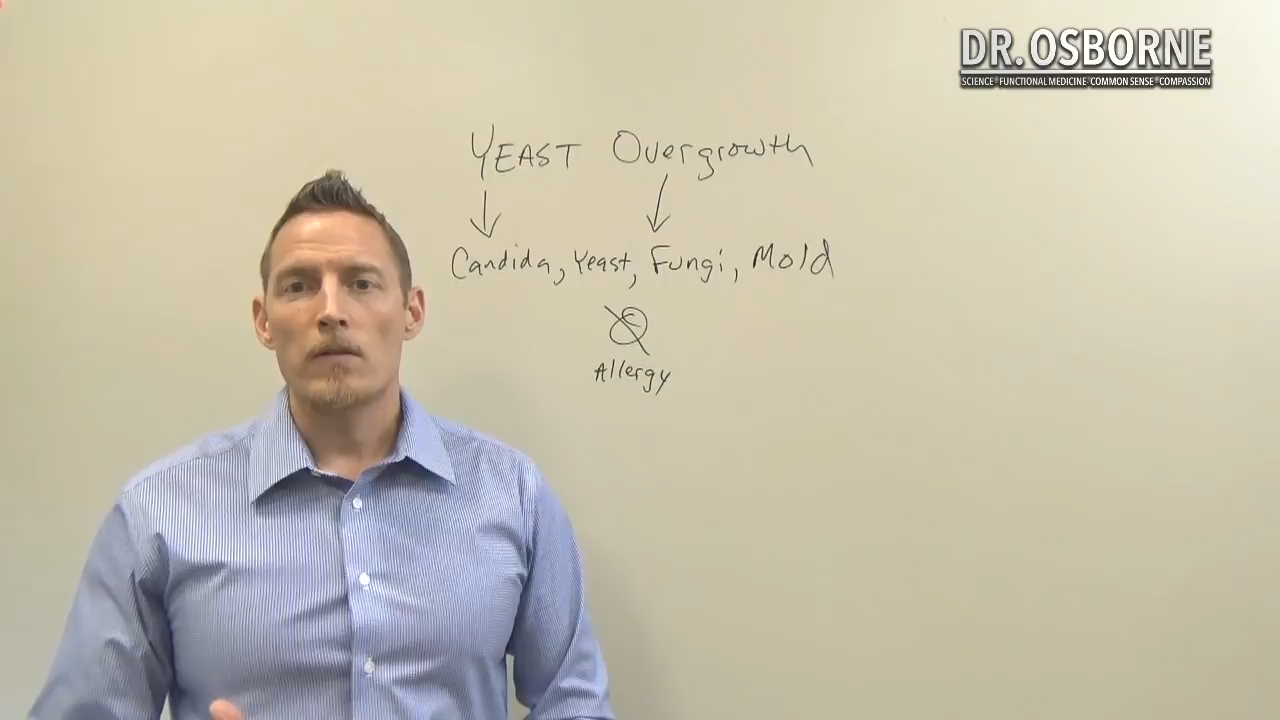 DR. OSBORNE
SCIENCE • FUNCTIONAL MEDICINE • COMMON SENSE • COMPASSION
YEAST Overgrowth
Candida, Yeast, Fungi, Mold
Allergy